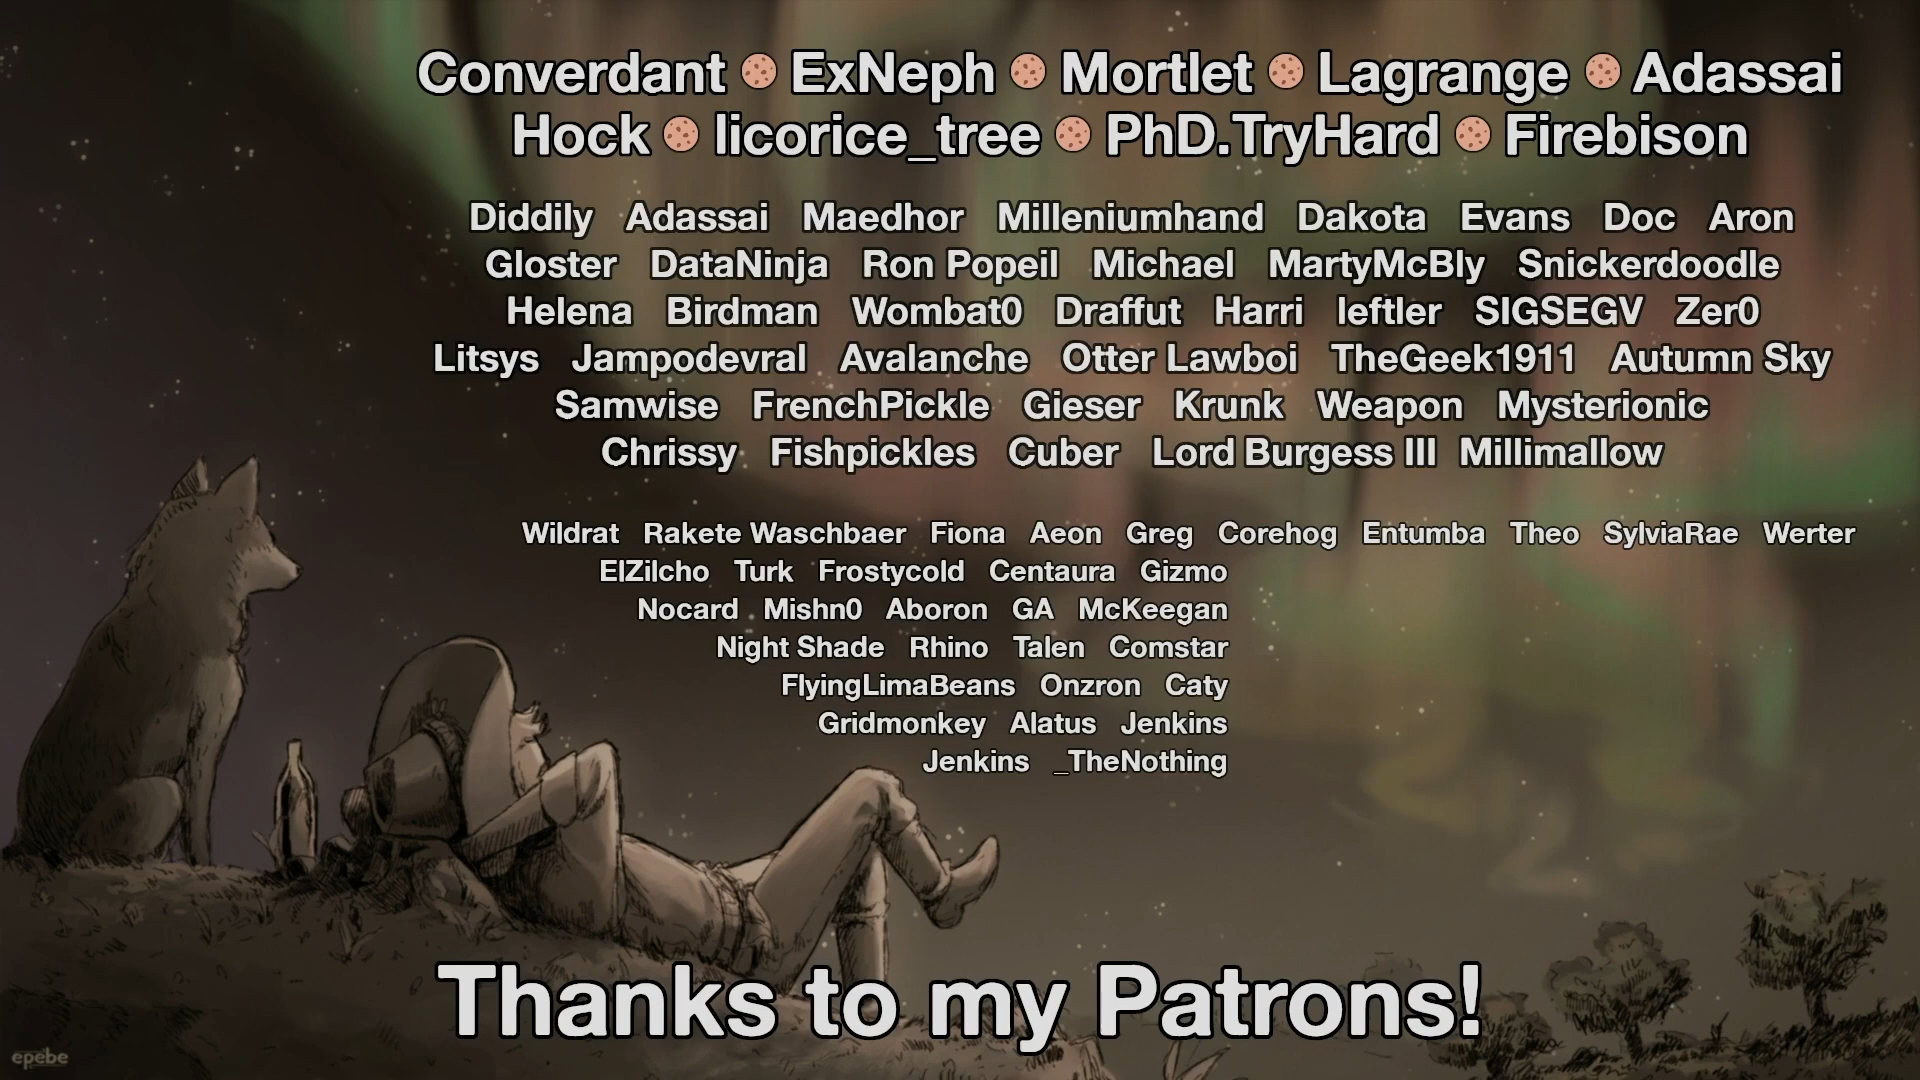 Conver­dant ExNeph Mortlet Lagrange Adassai
Hock licorice_tree PhD.TryHard Firebison
Diddily Adassai Maedhor Milleniumhand Dakota Evans Doc Aron
Gloster DataNinja Ron Popeil Michael MartyMcBly Snickerdoodle
Helena Birdman Wombat0 Draffut Harri leftler SIGSEGV Zer0
Litsys Jampodevral Avalanche Otter Lawboi TheGeek1911 Autumn Sky
Samwise FrenchPickle Gieser Krunk Weapon Mysterionic
Chrissy Fishpickles Cuber Lord Burgess III Millimallow
Wildrat Rakete Waschbaer Fiona Aeon Greg Corehog Entumba Theo SylviaRae Werter
ElZilcho Turk Frostycold Centaura Gizmo
Nocard Mishn0 Aboron GA McKeegan
Night Shade Rhino Talen Comstar
FlyingLimaBeans Onzron Caty
Gridmonkey Alatus Jenkins
Jenkins _TheNothing
Thanks to my Patrons!
epebe